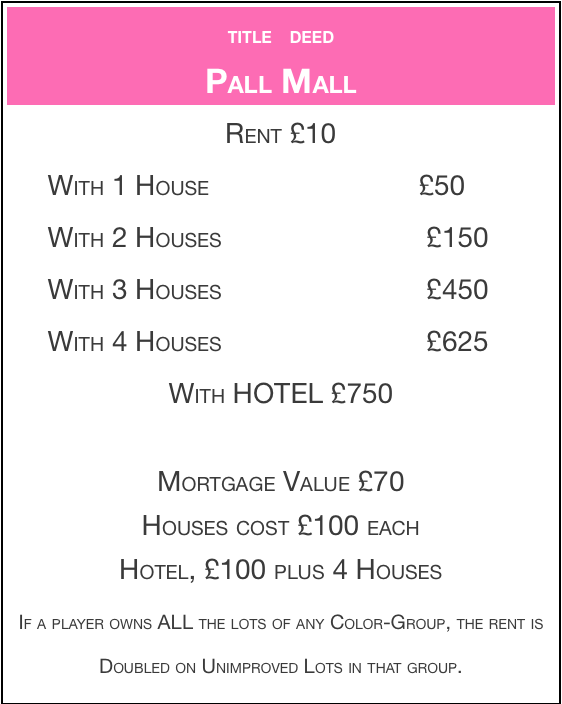 TITLE DEED
PALL MALL
RENT £10
WITH 1 HOUSE £50
WITH 2 HOUSES £150
WITH 3 HOUSES £450
WITH 4 HOUSES £625
WITH HOTEL £750
MORTGAGE VALUE £70
HOUSES COST £100 EACH
HOTEL, £100 PLUS 4 HOUSES
IF A PLAYER OWNS ALL THE LOTS OF ANY COLOR-GROUP, THE RENT IS
DOUBLED ON UNIMPROVED LOTS IN THAT GROUP.